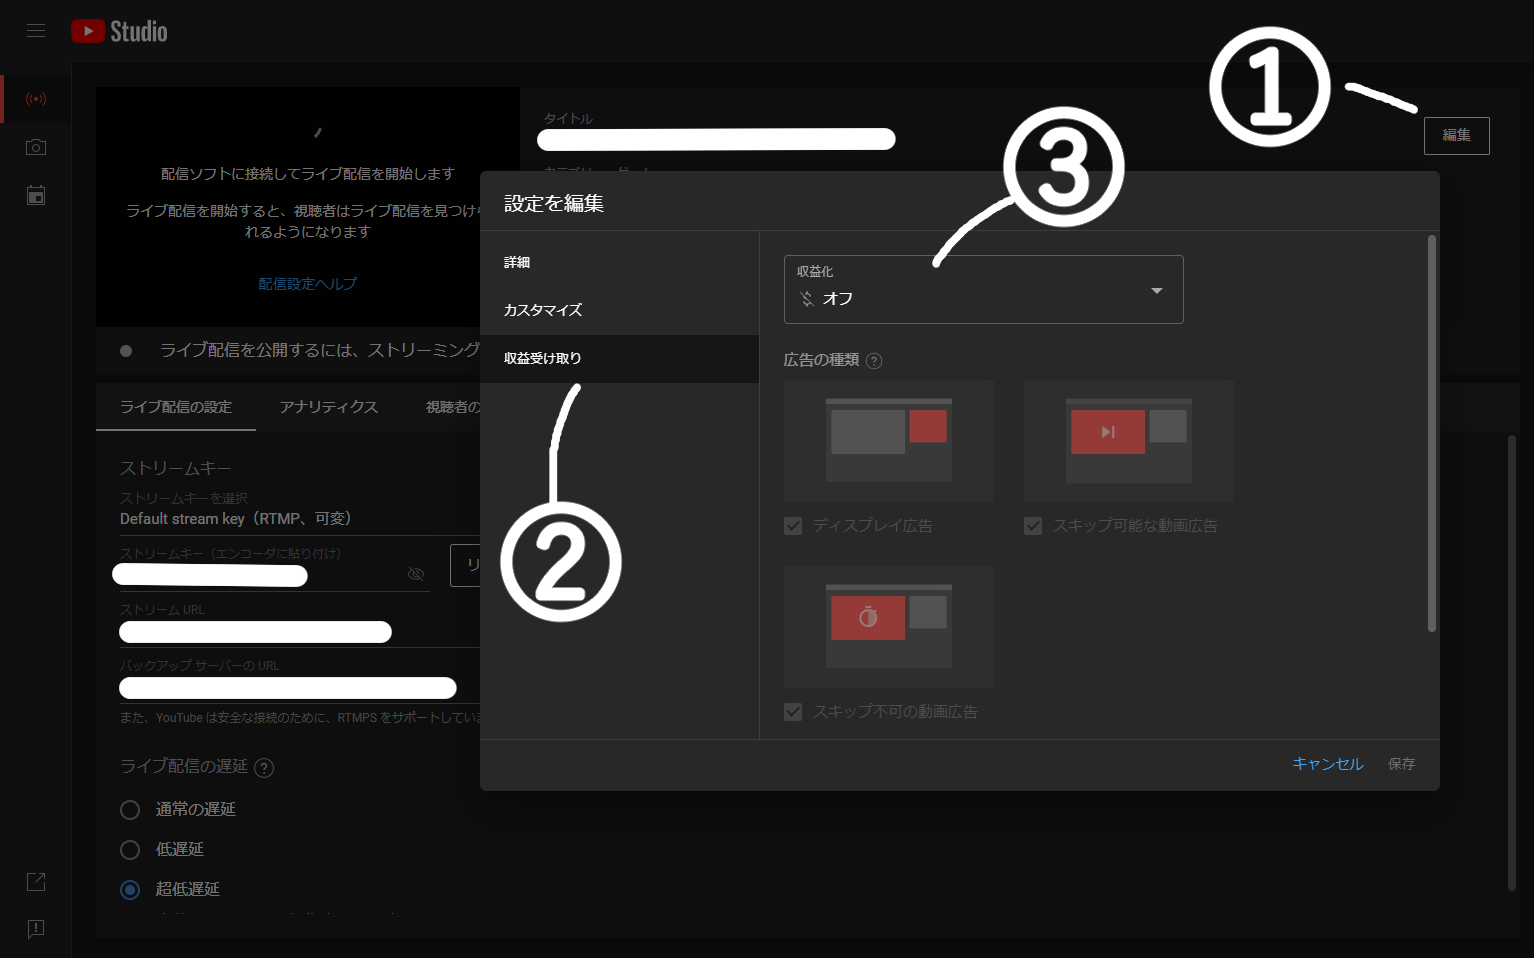 Studio
①
編集
タイトル
③
配信ソフトに接続してライブ配信を開始します
ライブ配信を開始すると、視聴者はライブ配信を見つけら
れるようになります
配信設定ヘルプ
ライブ配信を公開するには、ストリーミング
ライブ配信の設定
アナリティクス
視聴者の
ストリームキー
ストリームキーを選択
Default stream key（RTMP、可変）
ストリームキー（エンコーダに貼り付け）
リ
ストリーム URL
バックアップ サーバーの URL
また、YouTube は安全な接続のために、RTMPS をサポートしていま
ライブ配信の遅延 ?
通常の遅延
低遅延
超低遅延
設定を編集
詳細
カスタマイズ
収益受け取り
②
収益化
オフ
広告の種類 ?
ディスプレイ広告
スキップ可能な動画広告
スキップ不可の動画広告
キャンセル
保存